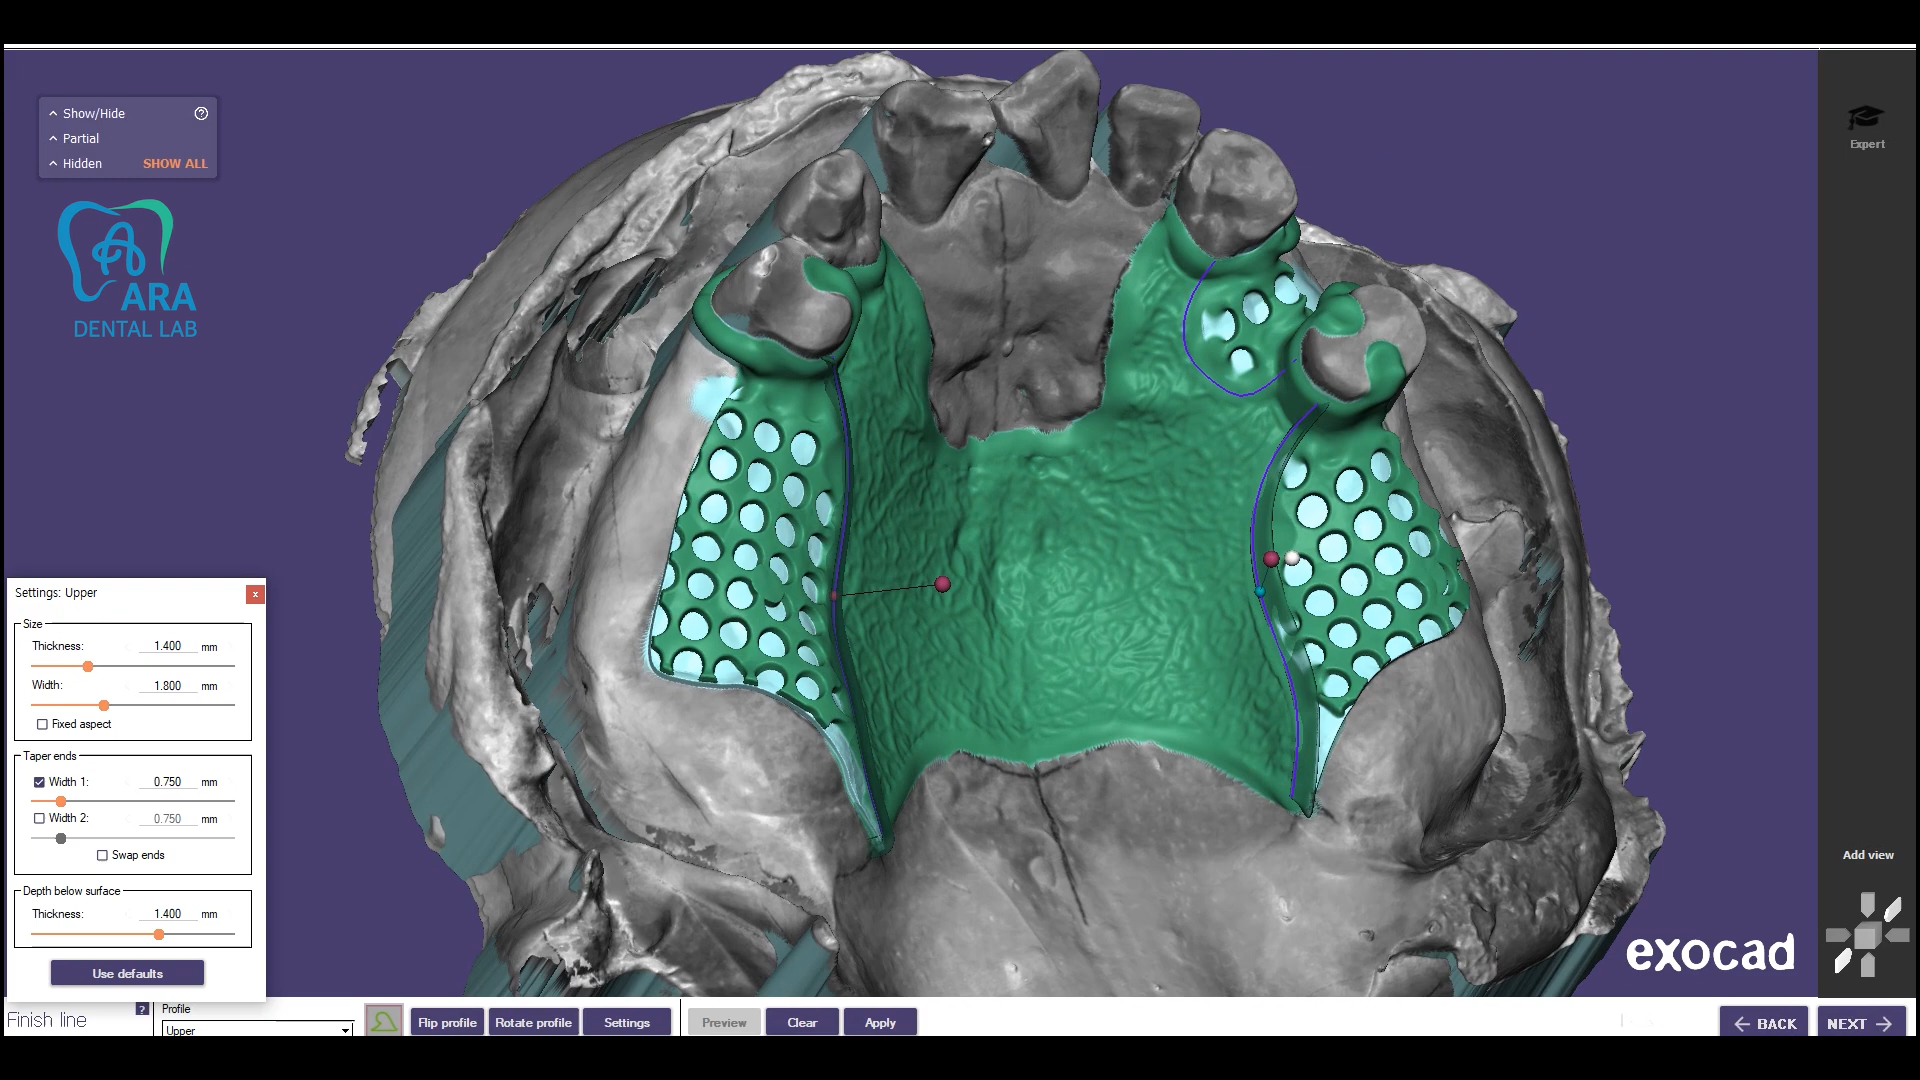 Show/Hide
Partial
Hidden SHOW ALL
ARA
DENTAL LAB
Expert
Settings: Upper
Size
Thickness: 1.400 mm
Width: 1.800 mm
Fixed aspect
Taper ends
Width 1: 0.750 mm
Width 2: 0.750 mm
Swap ends
Depth below surface
Thickness: 1.400 mm
Use defaults
Add view
exocad
Finish line ?
Profile
Upper
Flip profile Rotate profile Settings Preview Clear Apply
BACK NEXT